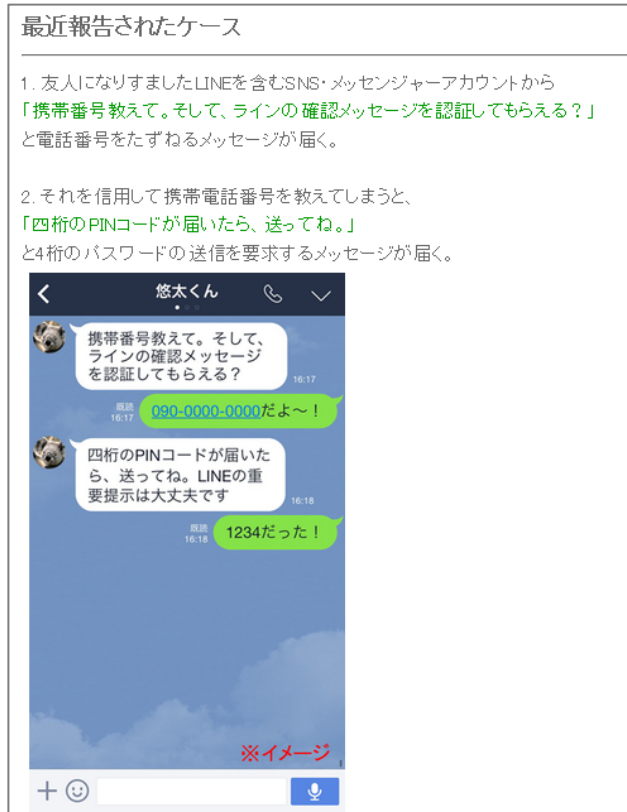 最近報告されたケース
1. 友人になりすましたLINEを含むSNS・メッセンジャーアカウントから
「携帯番号教えて。そして、ラインの確認メッセージを認証してもらえる？」
と電話番号をたずねるメッセージが届く。
2. それを信用して携帯電話番号を教えてしまうと、
「四桁のPINコードが届いたら、送ってね。」
と4桁のパスワードの送信を要求するメッセージが届く。
悠太くん
携帯番号教えて。そして、
ラインの確認メッセージ
を認証してもらえる？
16:17
既読
16:17
090-0000-0000だよ〜！
四桁のPINコードが届いた
ら、送ってね。LINEの重
要提示は大丈夫です
16:18
既読
16:18
1234だった！
※イメージ